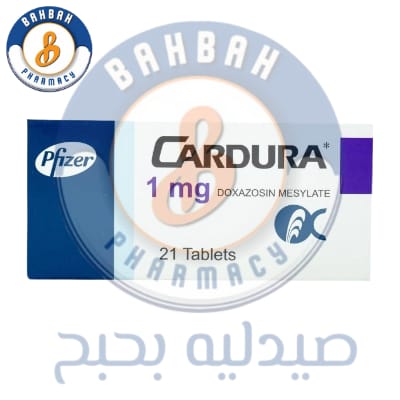 BAHBAH
PHARMACY
BAHBAH
Pfizer
CARDURA*
1 mg DOXAZOSIN MESYLATE
21 Tablets
PHARMACY
صيدليه بحبح